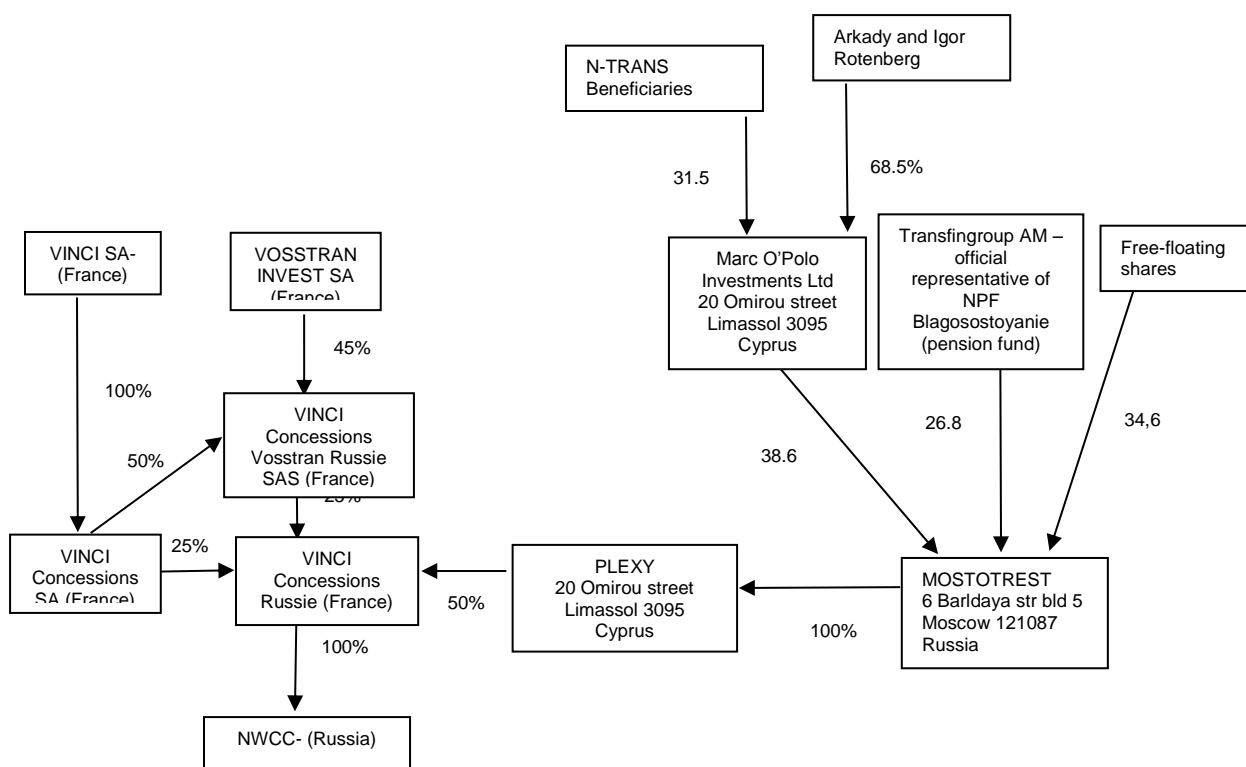 N-TRANS
Beneficiaries
Arkady and Igor
Rotenberg
31.5
68.5%
VINCI SA-
(France)
VOSSTRAN
INVEST SA
(France)
Marc O'Polo
Investments Ltd
20 Omirou street
Limassol 3095
Cyprus
Transfingroup AM –
official
representative of
NPF
Blagosostoyanie
(pension fund)
Free-floating
shares
45%
100%
VINCI
Concessions
Vosstran Russie
SAS (France)
50%
38.6
26.8
34,6
25%
VINCI
Concessions
SA (France)
25%
VINCI
Concessions
Russie (France)
50%
PLEXY
20 Omirou street
Limassol 3095
Cyprus
100%
MOSTOTREST
6 Barldaya str bld 5
Moscow 121087
Russia
100%
NWCC- (Russia)